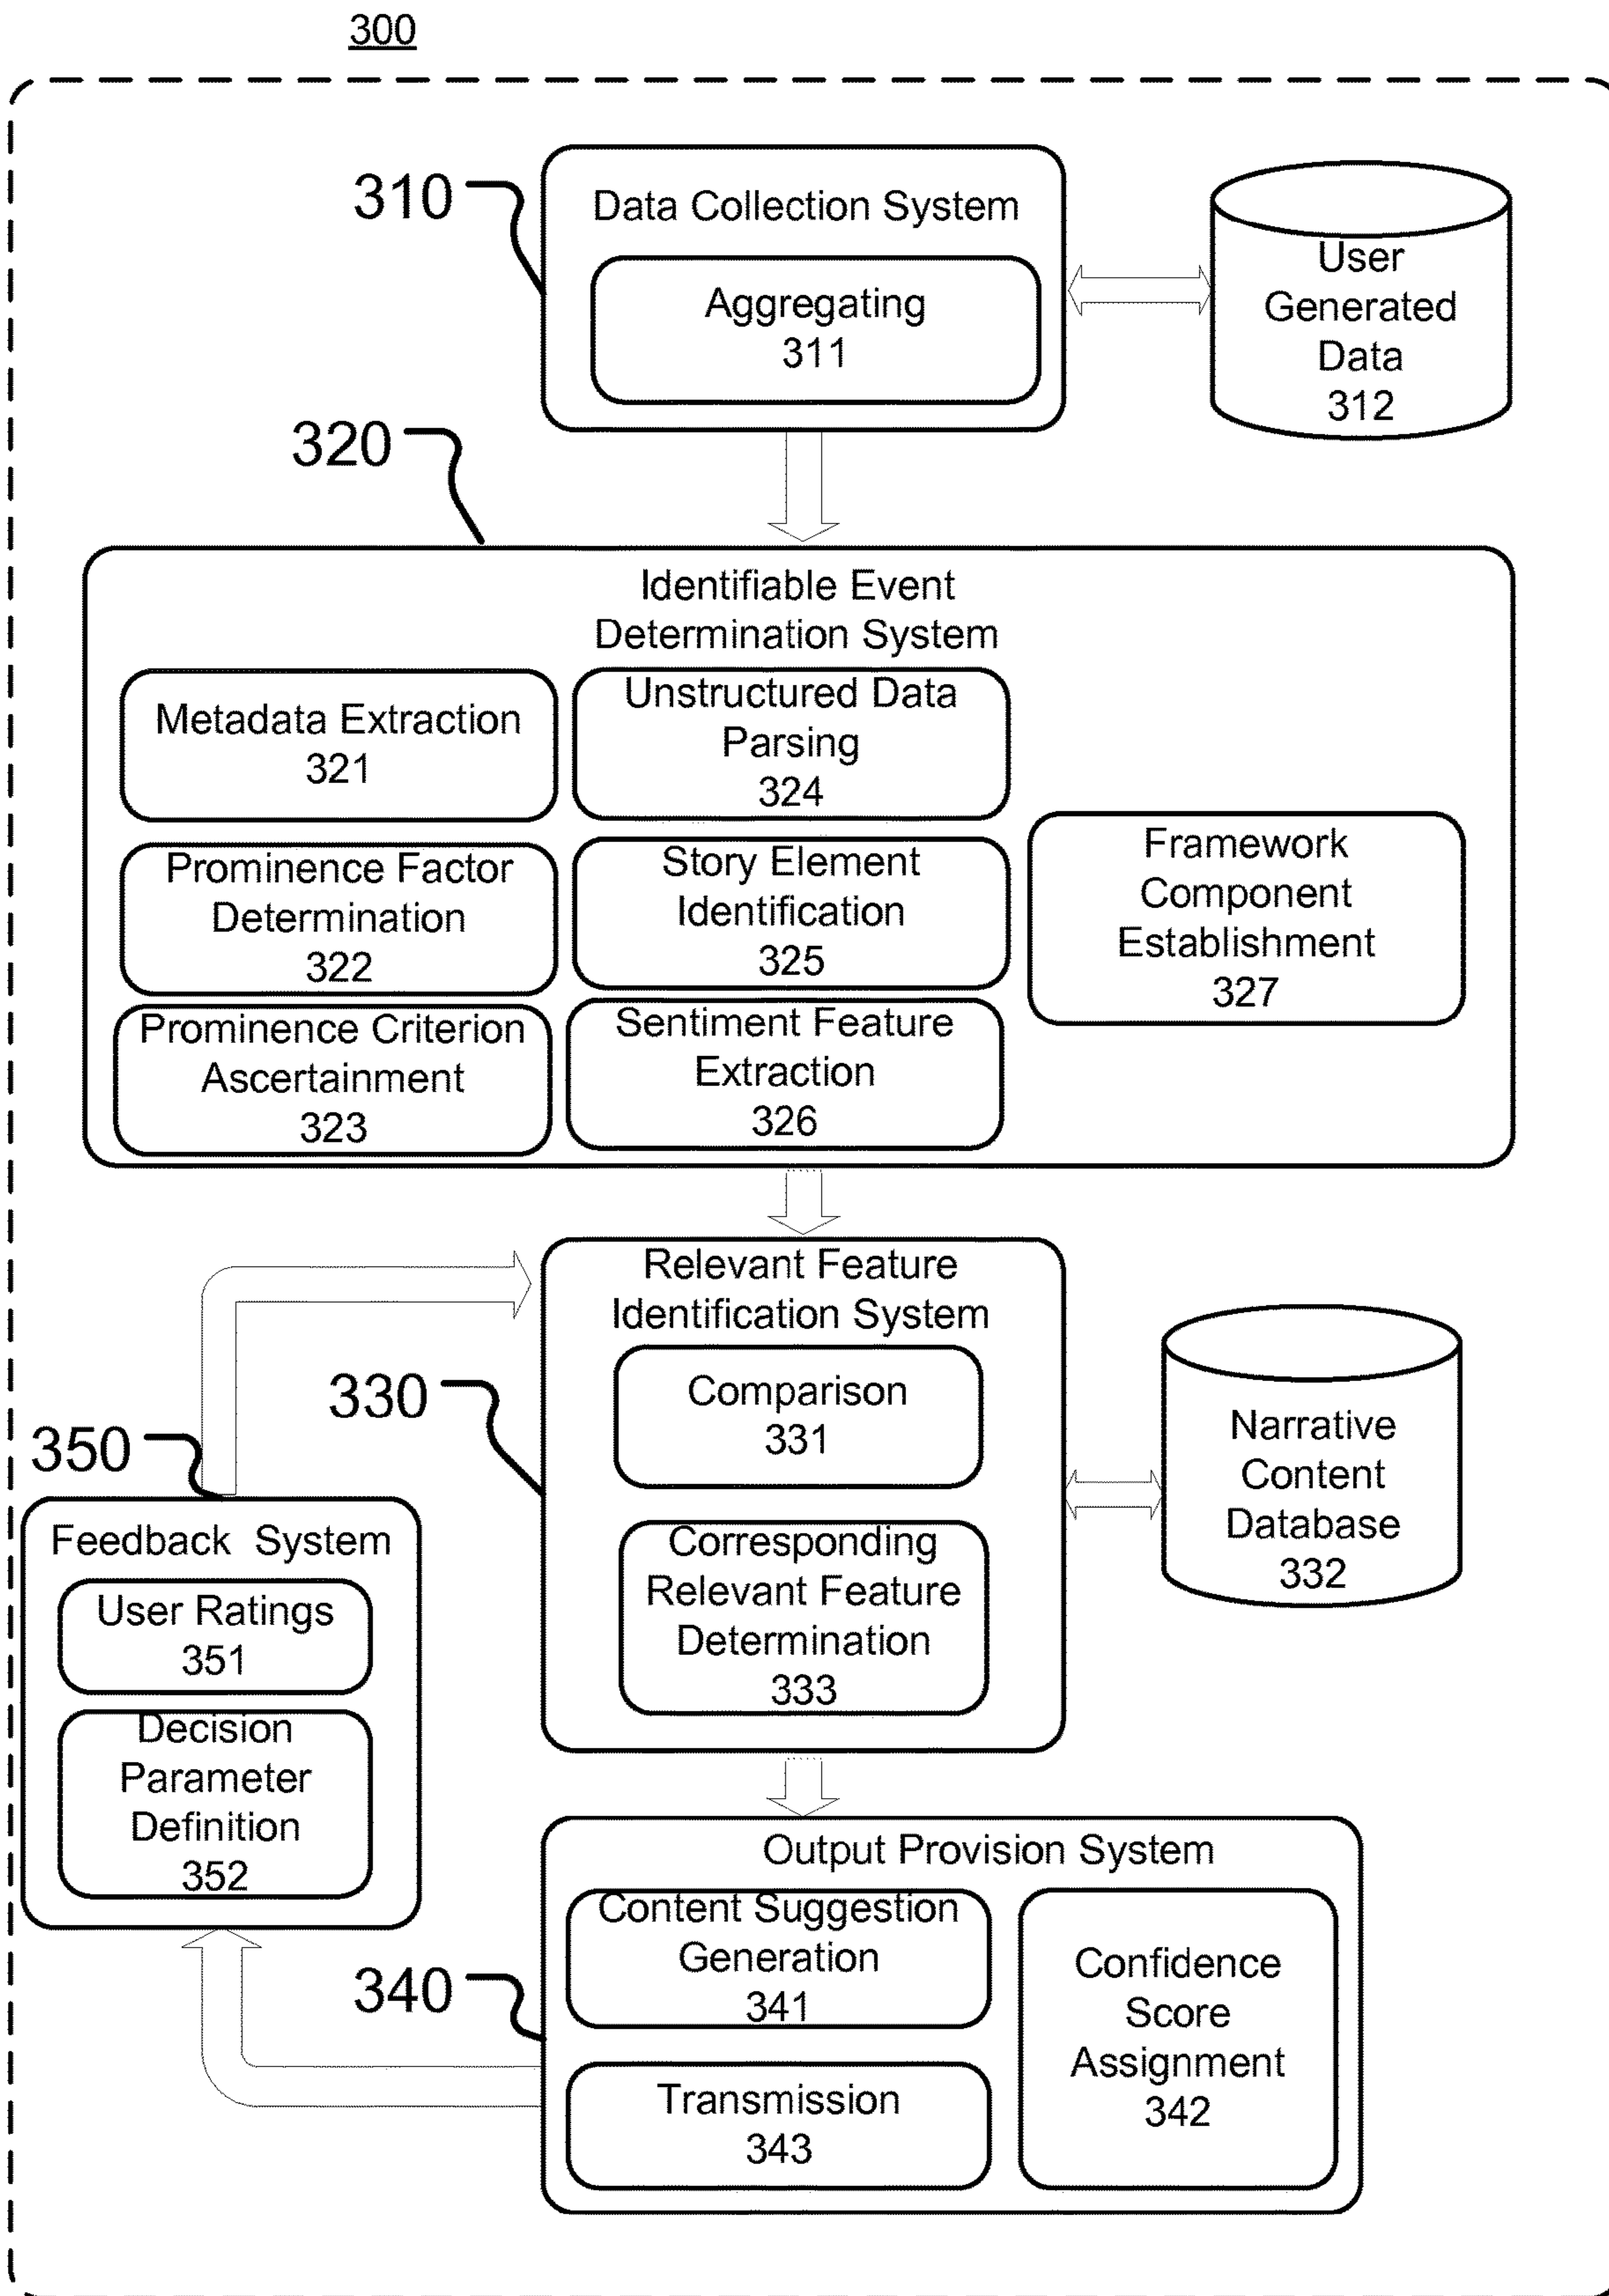 300
310
Data Collection System
Aggregating
311
User
Generated
Data
312
320
Identifiable Event
Determination System
Metadata Extraction
321
Unstructured Data
Parsing
324
Prominence Factor
Determination
322
Story Element
Identification
325
Framework
Component
Establishment
327
Prominence Criterion
Ascertainment
323
Sentiment Feature
Extraction
326
330
Relevant Feature
Identification System
Comparison
331
Corresponding
Relevant Feature
Determination
333
Narrative
Content
Database
332
350
Feedback System
User Ratings
351
Decision
Parameter
Definition
352
340
Output Provision System
Content Suggestion
Generation
341
Confidence
Score
Assignment
342
Transmission
343